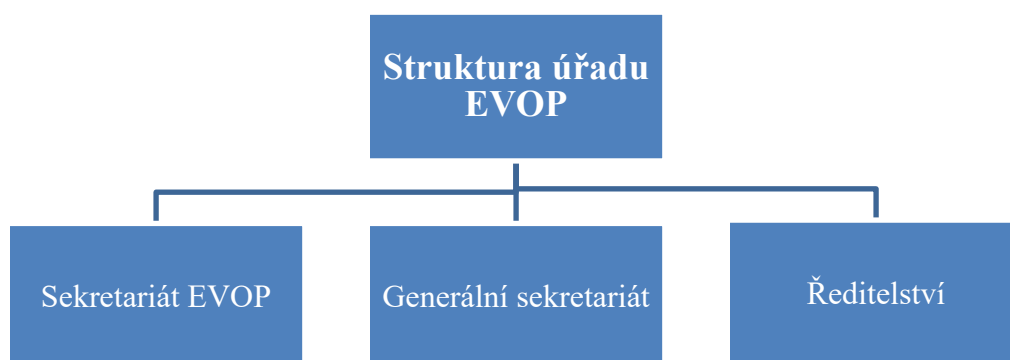 Struktura úřadu
EVOP
Sekretariát EVOP
Generální sekretariát
Ředitelství